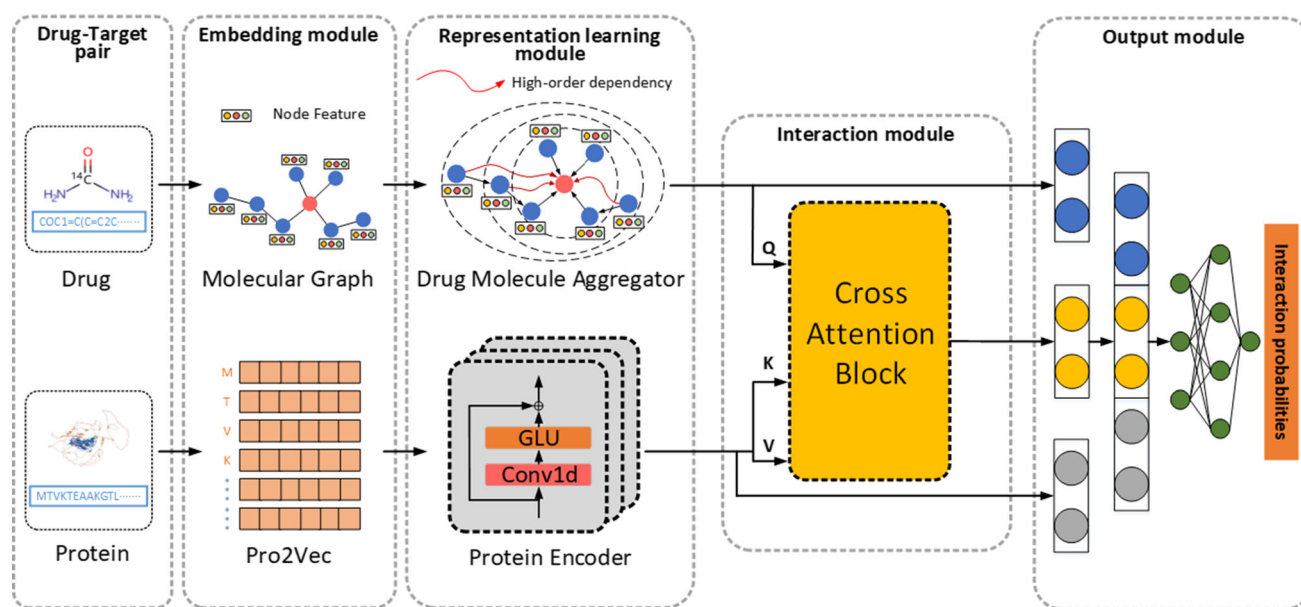 Drug-Target
pair
14
C
O
H₂N
NH₂
COC1=C(C=C2C·······
Drug
MTVKTEAAKGTL·······
Protein
Embedding module
Node Feature
Molecular Graph
M
T
V
K
Pro2Vec
Representation learning
module
High-order dependency
Drug Molecule Aggregator
GLU
Conv1d
Protein Encoder
Interaction module
Q
K
V
Cross
Attention
Block
Output module
Interaction probabilities